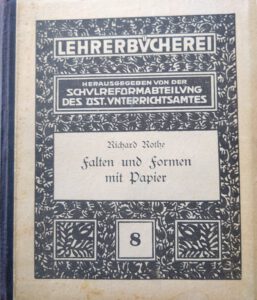 LEHRERBÜCHEREI
HERAUSGEGEBEN VON DER
SCHVLREFORMABTEILVNG
DES ÖST. VNTERRICHTSAMTES
Richard Rothe
Falten und Formen
mit Papier
8